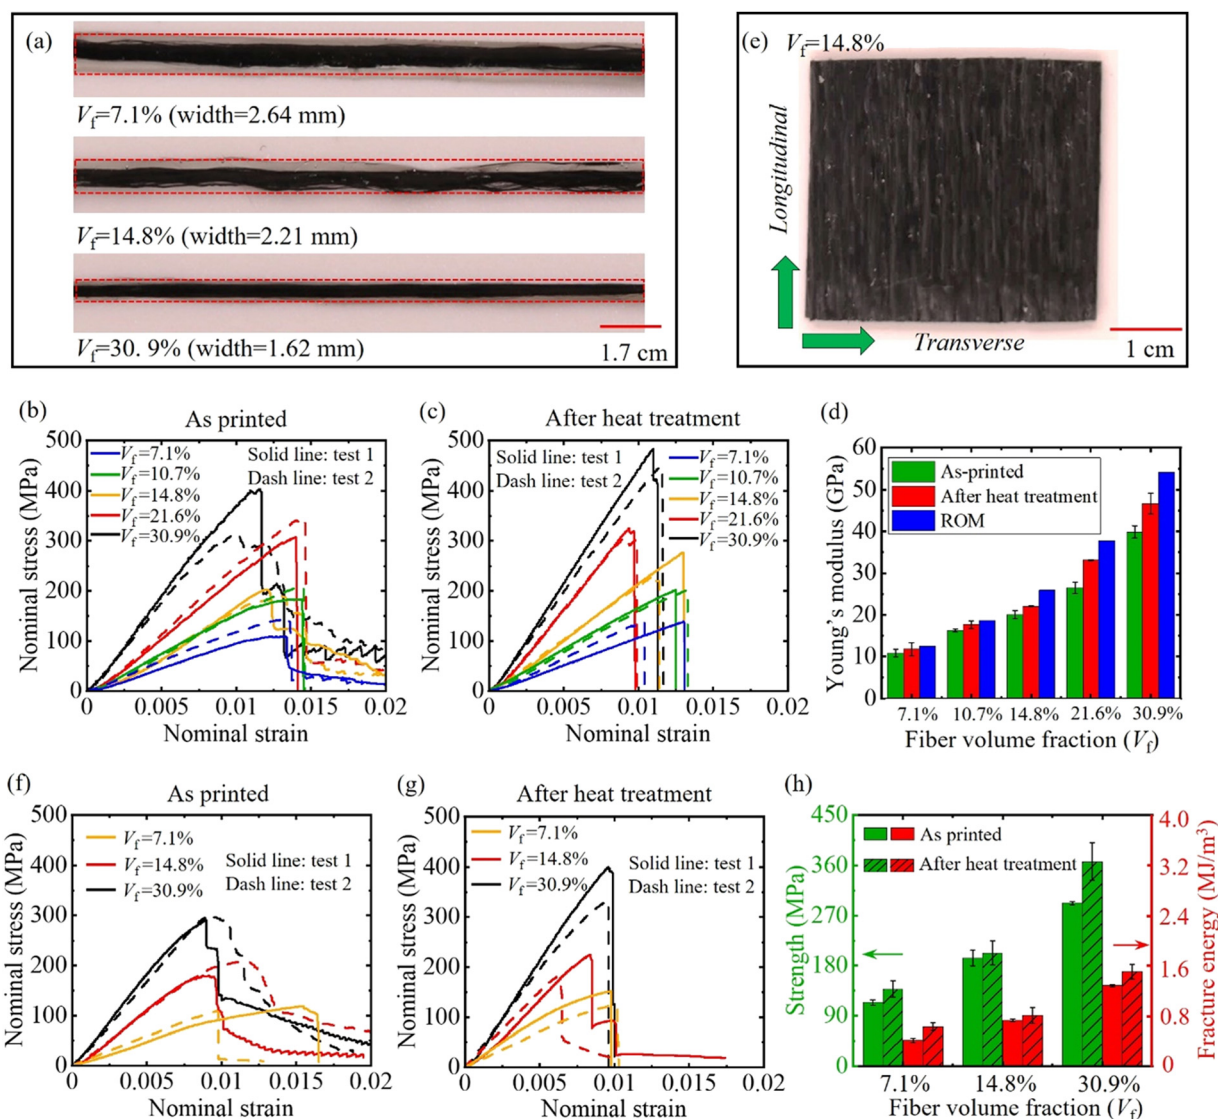 (a)
Vf=7.1% (width=2.64 mm)
Vf=14.8% (width=2.21 mm)
Vf=30. 9% (width=1.62 mm)
1.7 cm
(e)
Vf=14.8%
Longitudinal
Transverse
1 cm
(b)
As printed
Nominal stress (MPa)
500
400
300
200
100
0
Vf=7.1%
Vf=10.7%
Vf=14.8%
Vf=21.6%
Vf=30.9%
Solid line: test 1
Dash line: test 2
0 0.005 0.01 0.015 0.02
Nominal strain
(c)
After heat treatment
Nominal stress (MPa)
500
400
300
200
100
0
Solid line: test 1
Dash line: test 2
Vf=7.1%
Vf=10.7%
Vf=14.8%
Vf=21.6%
Vf=30.9%
0 0.005 0.01 0.015 0.02
Nominal strain
(d)
Young's modulus (GPa)
60
50
40
30
20
10
0
As-printed
After heat treatment
ROM
7.1% 10.7% 14.8% 21.6% 30.9%
Fiber volume fraction (Vf)
(f)
As printed
Nominal stress (MPa)
500
400
300
200
100
0
Vf=7.1%
Vf=14.8%
Vf=30.9%
Solid line: test 1
Dash line: test 2
0 0.005 0.01 0.015 0.02
Nominal strain
(g)
After heat treatment
Nominal stress (MPa)
500
400
300
200
100
0
Vf=7.1%
Vf=14.8%
Vf=30.9%
Solid line: test 1
Dash line: test 2
0 0.005 0.01 0.015 0.02
Nominal strain
(h)
Strength (MPa)
450
360
270
180
90
0
As printed
After heat treatment
4.0
3.2
2.4
1.6
0.8
0
Fracture energy (MJ/m³)
7.1% 14.8% 30.9%
Fiber volume fraction (Vf)